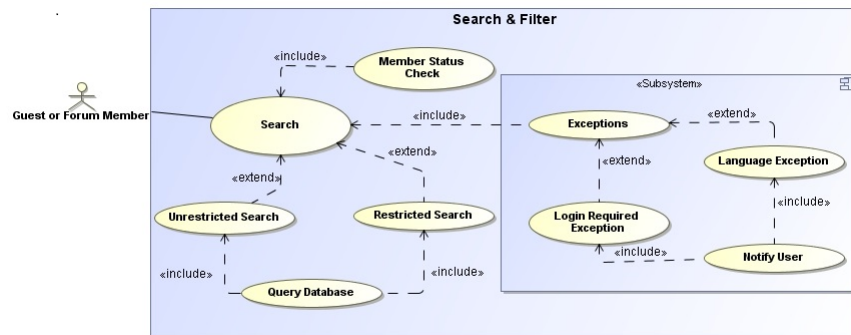 Search & Filter
«include»
Member Status
Check
«Subsystem»
Guest or Forum Member
Search
«include»
Exceptions
«extend»
Language Exception
«extend»
«extend»
«extend»
Unrestricted Search
Restricted Search
Login Required
Exception
«include»
«include»
«include»
«include»
Notify User
Query Database